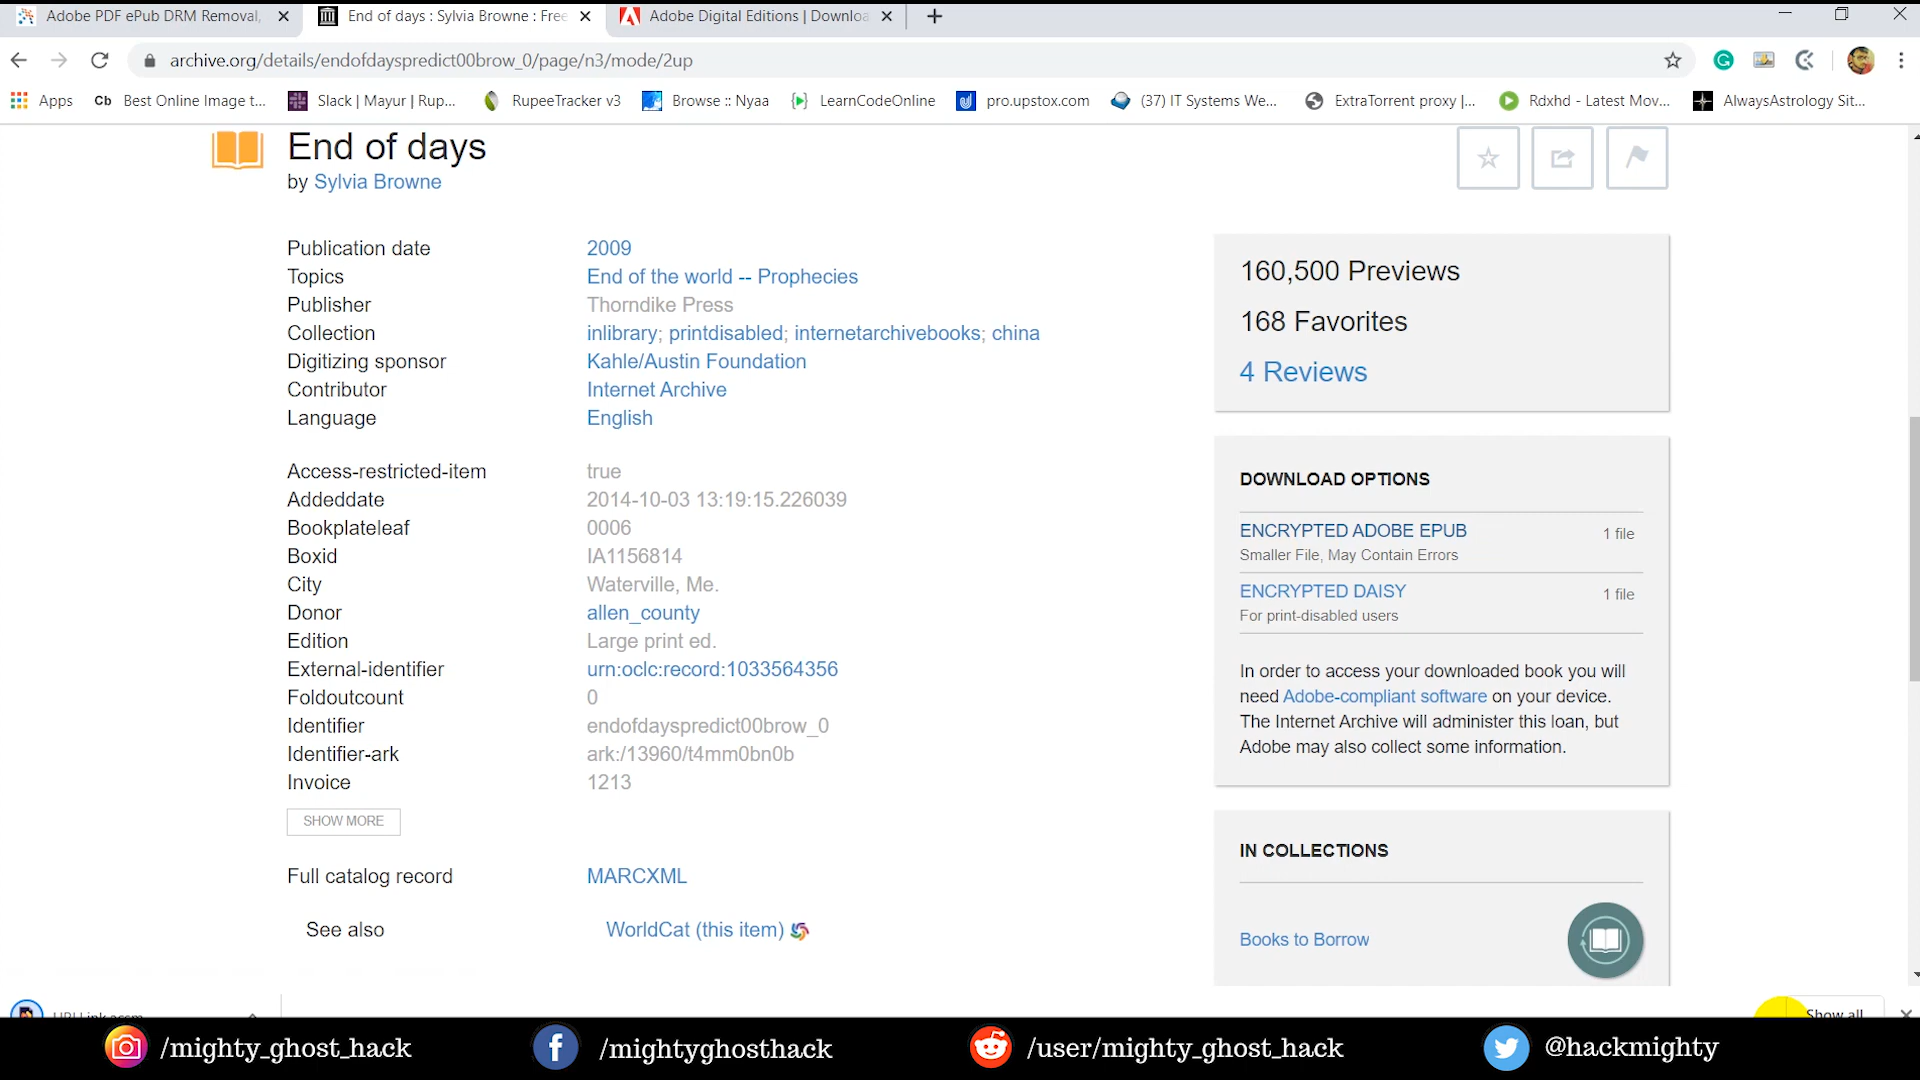 Adobe PDF ePub DRM Removal,
End of days : Sylvia Browne : Free
Adobe Digital Editions | Downloa
archive.org/details/endofdayspredict00brow_0/page/n3/mode/2up
Apps
Cb Best Online Image t...
Slack | Mayur | Rup...
RupeeTracker v3
Browse :: Nyaa
LearnCodeOnline
pro.upstox.com
(37) IT Systems We...
ExtraTorrent proxy |...
Rdxhd - Latest Mov...
AlwaysAstrology Sit...
End of days
by Sylvia Browne
Publication date 2009
Topics End of the world -- Prophecies
Publisher Thorndike Press
Collection inlibrary; printdisabled; internetarchivebooks; china
Digitizing sponsor Kahle/Austin Foundation
Contributor Internet Archive
Language English
Access-restricted-item true
Addeddate 2014-10-03 13:19:15.226039
Bookplateleaf 0006
Boxid IA1156814
City Waterville, Me.
Donor allen_county
Edition Large print ed.
External-identifier urn:oclc:record:1033564356
Foldoutcount 0
Identifier endofdayspredict00brow_0
Identifier-ark ark:/13960/t4mm0bn0b
Invoice 1213
SHOW MORE
Full catalog record MARCXML
See also WorldCat (this item)
160,500 Previews
168 Favorites
4 Reviews
DOWNLOAD OPTIONS
ENCRYPTED ADOBE EPUB 1 file
Smaller File, May Contain Errors
ENCRYPTED DAISY 1 file
For print-disabled users
In order to access your downloaded book you will
need Adobe-compliant software on your device.
The Internet Archive will administer this loan, but
Adobe may also collect some information.
IN COLLECTIONS
Books to Borrow
Show all
/mighty_ghost_hack
/mightyghosthack
/user/mighty_ghost_hack
@hackmighty